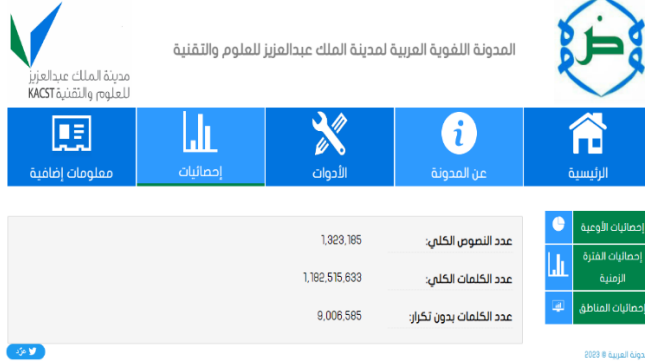 ض
المدونة اللغوية العربية لمدينة الملك عبدالعزيز للعلوم والتقنية
مدينة الملك عبدالعزيز
للعلوم والتقنية KACST
الرئيسية
عن المدونة
الأدوات
إحصائيات
معلومات إضافية
إحصائيات الأوعية
إحصائيات الفترة
الزمنية
إحصائيات المناطق
عدد النصوص الكلي: 1,323,185
عدد الكلمات الكلي: 1,182,515,633
عدد الكلمات بدون تكرار: 9,006,585
غرّد
دونة العربية © 2023